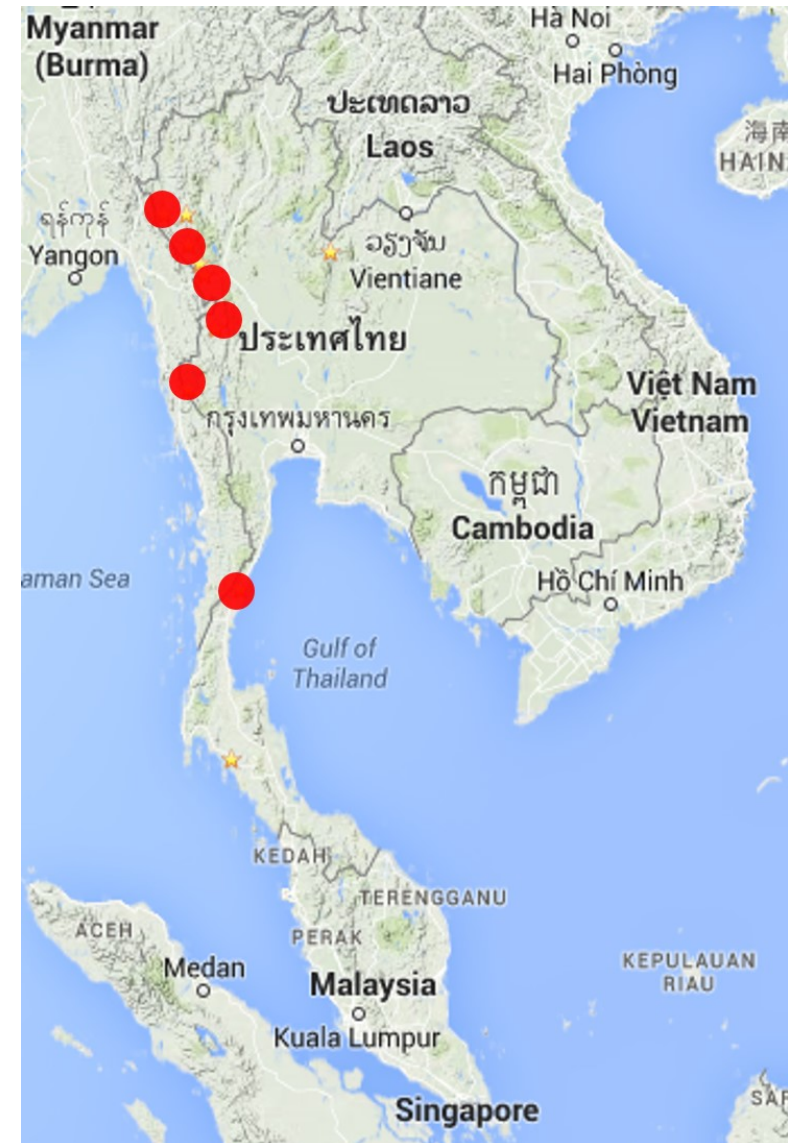 Myanmar
(Burma)
Hà Nội
Hai Phòng
ປະເທດລາວ
Laos
海南
HAIN
ရန်ကုန်
Yangon
ວຽງຈັນ
Vientiane
ประเทศไทย
Việt Nam
Vietnam
กรุงเทพมหานคร
កម្ពុជា
Cambodia
aman Sea
Hồ Chí Minh
Gulf of
Thailand
KEDAH
TERENGGANU
ACEH
PERAK
KEPULAUAN
RIAU
Medan
Malaysia
Kuala Lumpur
SAR
Singapore